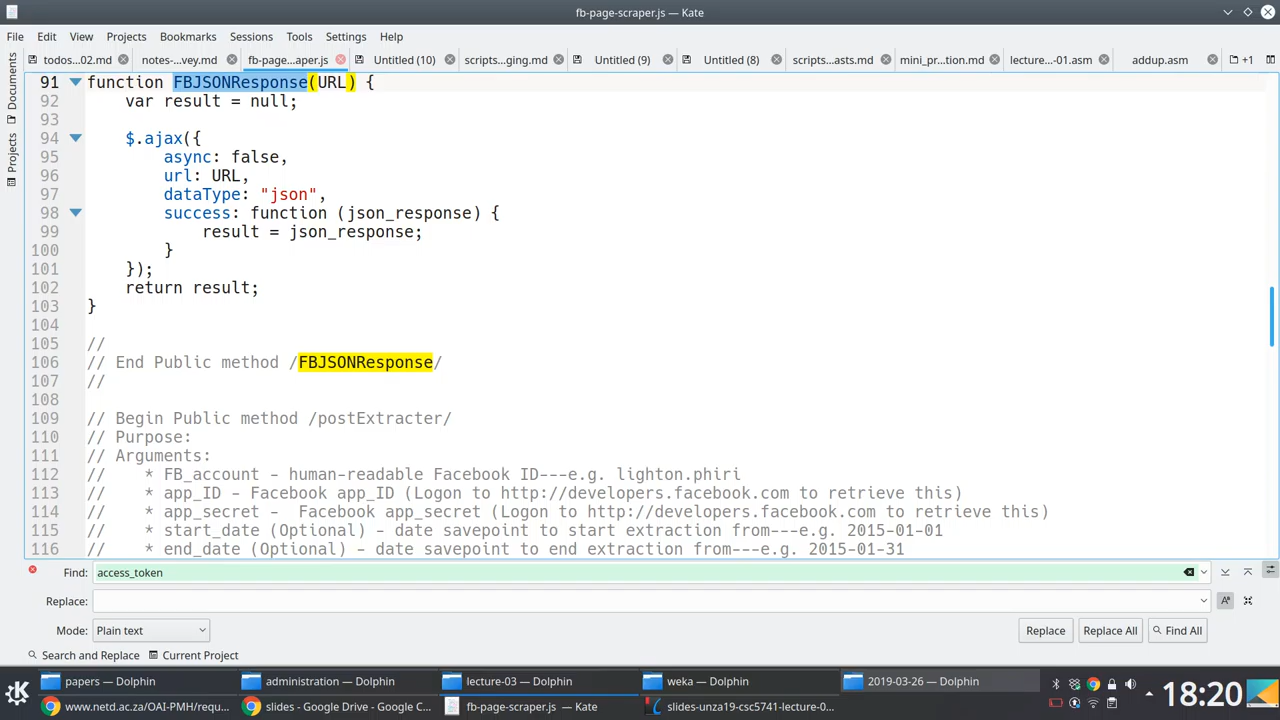 fb-page-scraper.js — Kate
File Edit View Projects Bookmarks Sessions Tools Settings Help
todos...02.md notes-...vey.md fb-page...aper.js Untitled (10) scripts...ging.md Untitled (9) Untitled (8) scripts...asts.md mini_pr...ation.md lecture...-01.asm addup.asm +1
Documents
Projects
91 function FBJSONResponse(URL) {
92 var result = null;
93
94 $.ajax({
95 async: false,
96 url: URL,
97 dataType: "json",
98 success: function (json_response) {
99 result = json_response;
100 }
101 });
102 return result;
103 }
104
105 //
106 // End Public method /FBJSONResponse/
107 //
108
109 // Begin Public method /postExtracter/
110 // Purpose:
111 // Arguments:
112 // * FB_account - human-readable Facebook ID---e.g. lighton.phiri
113 // * app_ID - Facebook app_ID (Logon to http://developers.facebook.com to retrieve this)
114 // * app_secret -  Facebook app_secret (Logon to http://developers.facebook.com to retrieve this)
115 // * start_date (Optional) - date savepoint to start extraction from---e.g. 2015-01-01
116 // * end_date (Optional) - date savepoint to end extraction from---e.g. 2015-01-31
Find: access_token
Replace:
Mode: Plain text Replace Replace All Find All
Search and Replace Current Project
papers — Dolphin administration — Dolphin lecture-03 — Dolphin weka — Dolphin 2019-03-26 — Dolphin
www.netd.ac.za/OAI-PMH/requ... slides - Google Drive - Google C... fb-page-scraper.js — Kate slides-unza19-csc5741-lecture-0...
18:20